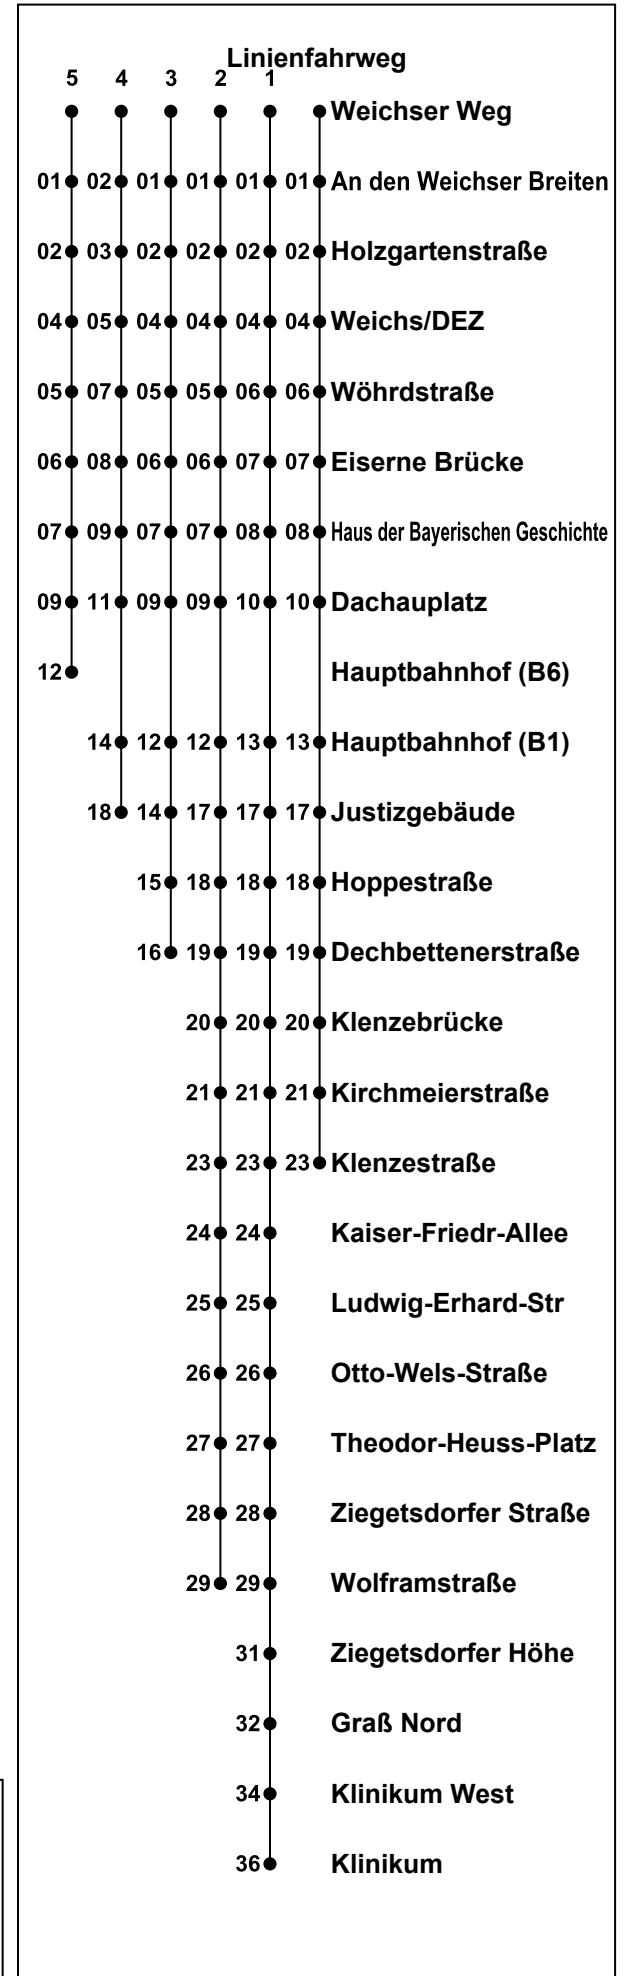 Linienfahrweg
5 4 3 2 1
Weichser Weg
01 02 01 01 01 01 An den Weichser Breiten
02 03 02 02 02 02 Holzgartenstraße
04 05 04 04 04 04 Weichs/DEZ
05 07 05 05 06 06 Wöhrdstraße
06 08 06 06 07 07 Eiserne Brücke
07 09 07 07 08 08 Haus der Bayerischen Geschichte
09 11 09 09 10 10 Dachauplatz
12 Hauptbahnhof (B6)
14 12 12 13 13 Hauptbahnhof (B1)
18 14 17 17 17 Justizgebäude
15 18 18 18 Hoppestraße
16 19 19 19 Dechbettenerstraße
20 20 20 Klenzebrücke
21 21 21 Kirchmeierstraße
23 23 23 Klenzestraße
24 24 Kaiser-Friedr-Allee
25 25 Ludwig-Erhard-Str
26 26 Otto-Wels-Straße
27 27 Theodor-Heuss-Platz
28 28 Ziegetsdorfer Straße
29 29 Wolframstraße
31 Ziegetsdorfer Höhe
32 Graß Nord
34 Klinikum West
36 Klinikum